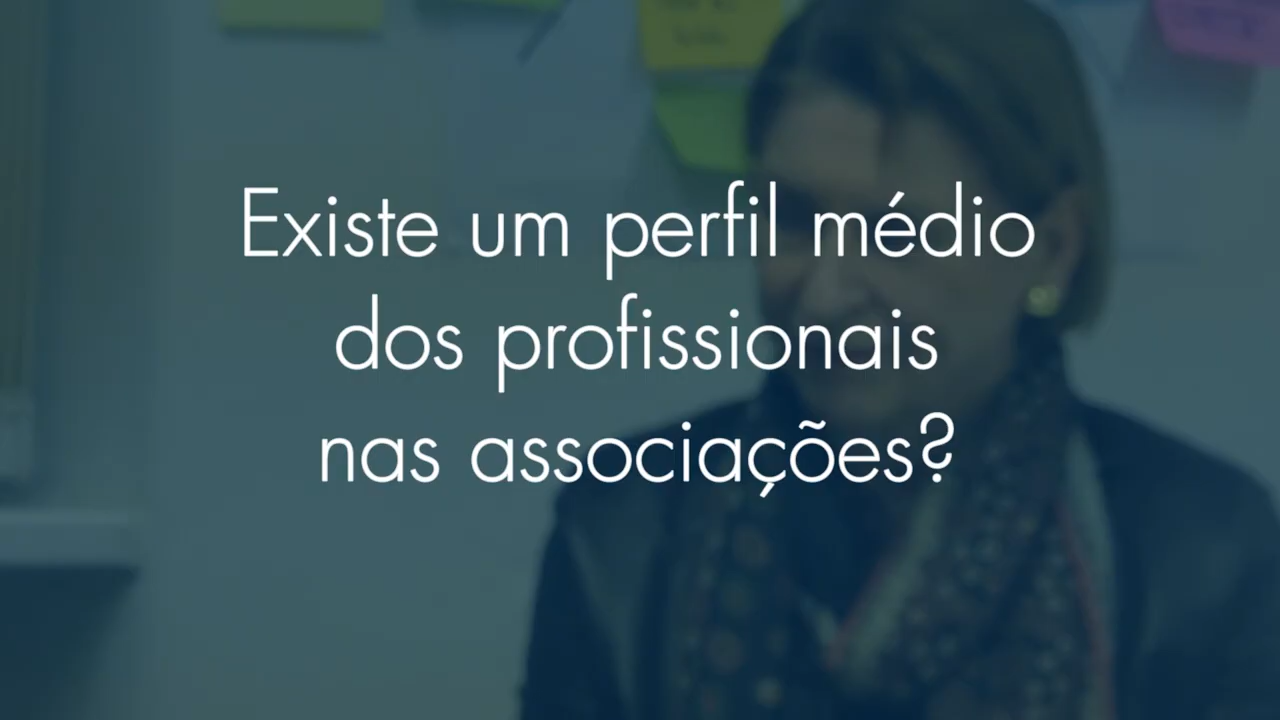 Existe um perfil médio
dos profissionais
nas associações?